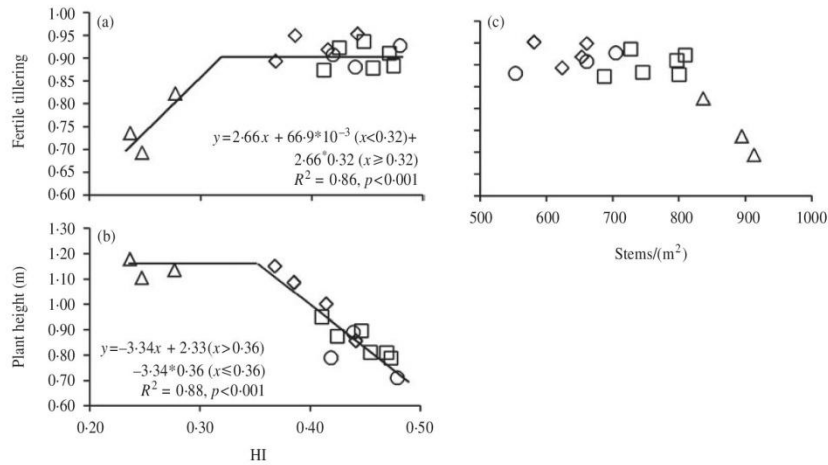 (a)
1·00
0·95
0·90
0·85
0·80
0·75
0·70
0·65
0·60
Fertile tillering
y=2·66x + 66·9*10⁻³ (x<0·32)+
2·66*0·32 (x≥0·32)
R² = 0·86, p<0·001
(c)
500 600 700 800 900 1000
Stems/(m²)
(b)
1·30
1·20
1·10
1·00
0·90
0·80
0·70
0·60
Plant height (m)
y=–3·34x + 2·33(x>0·36)
–3·34*0·36 (x≤0·36)
R² = 0·88, p<0·001
0·20 0·30 0·40 0·50
HI